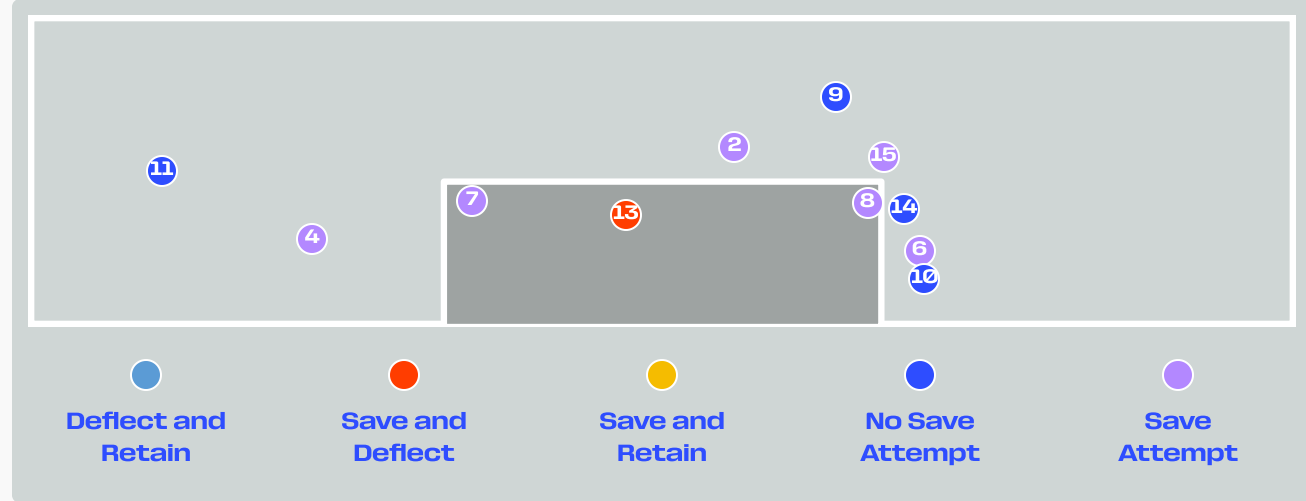 9
2
15
11
7
8
13
14
4
6
10
Deflect and
Retain
Save and
Deflect
Save and
Retain
No Save
Attempt
Save
Attempt